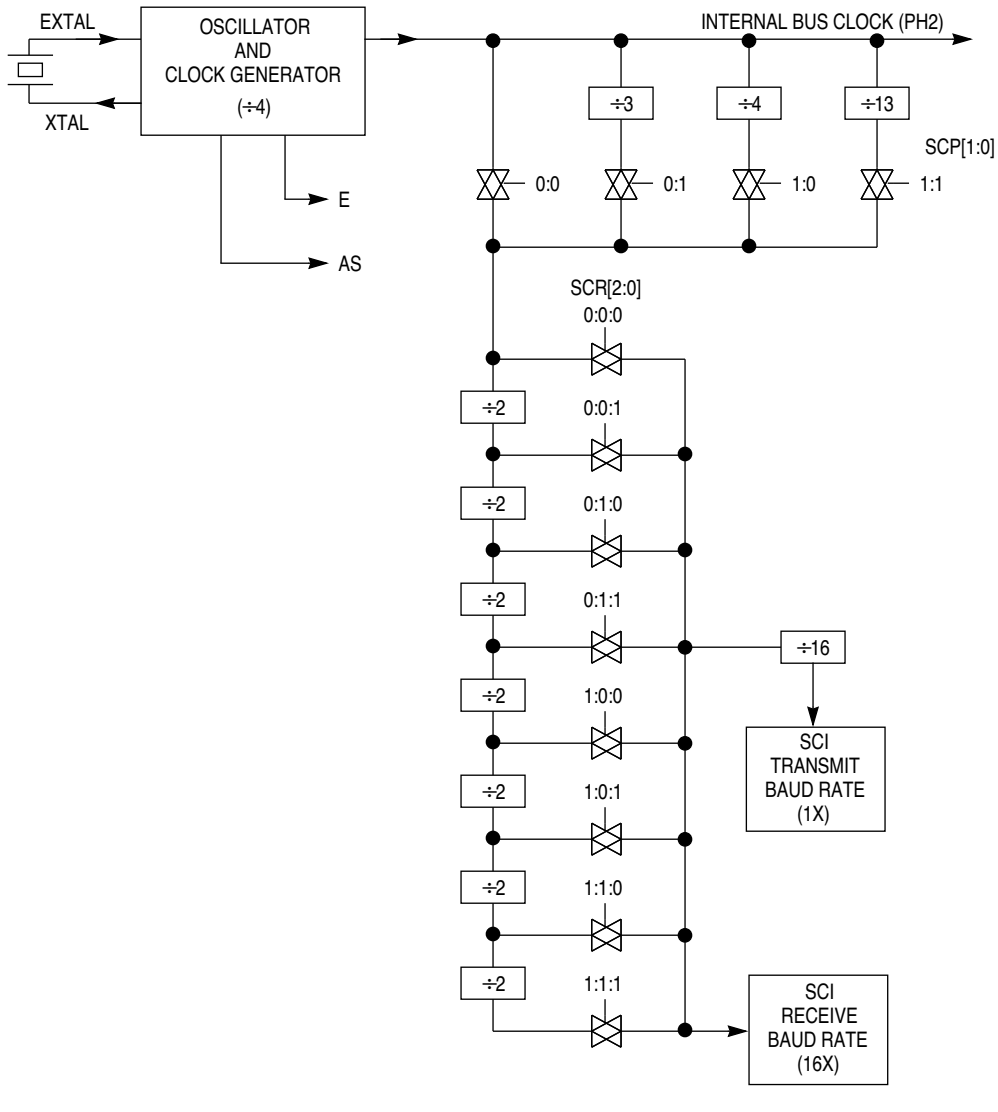 EXTAL
OSCILLATOR
AND
CLOCK GENERATOR
(÷4)
XTAL
INTERNAL BUS CLOCK (PH2)
÷3
÷4
÷13
SCP[1:0]
0:0
0:1
1:0
1:1
E
AS
SCR[2:0]
0:0:0
÷2
0:0:1
÷2
0:1:0
÷2
0:1:1
÷16
÷2
1:0:0
SCI
TRANSMIT
BAUD RATE
(1X)
÷2
1:0:1
÷2
1:1:0
÷2
1:1:1
SCI
RECEIVE
BAUD RATE
(16X)